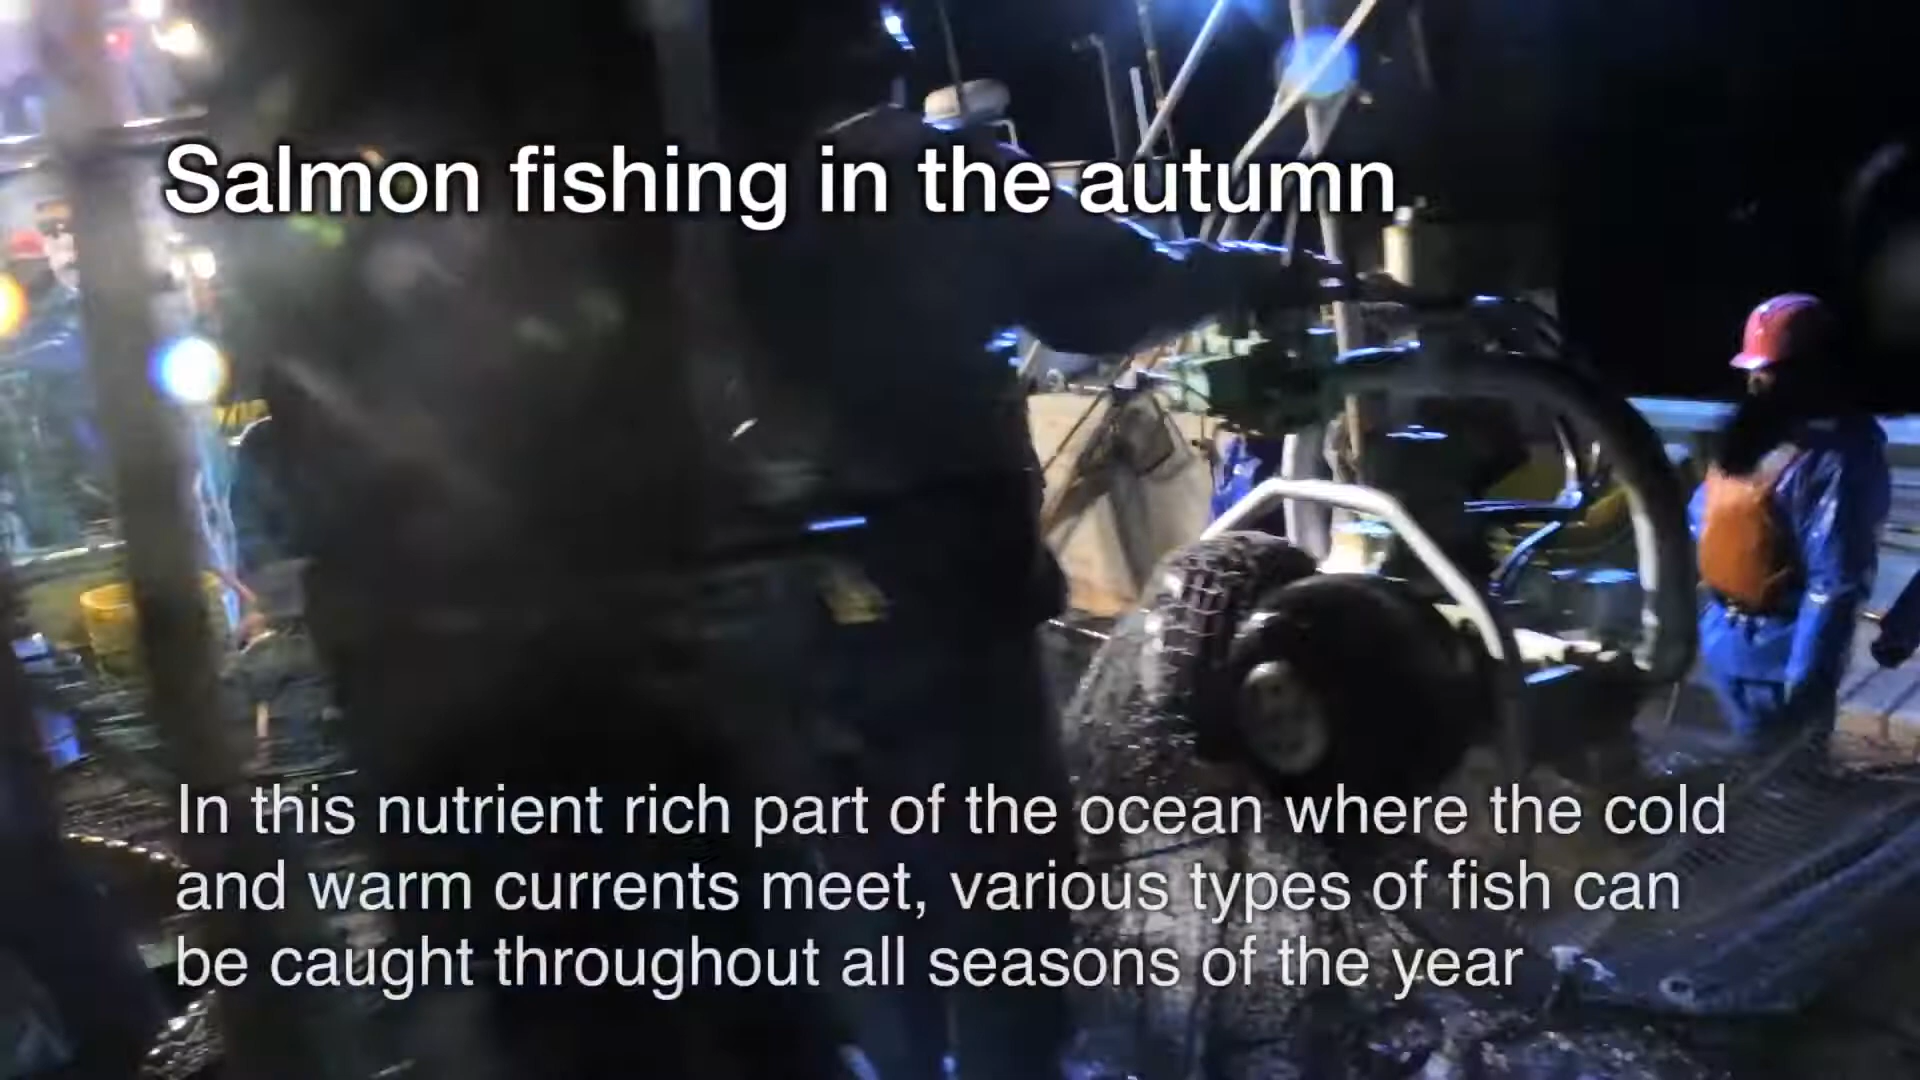 Salmon fishing in the autumn
In this nutrient rich part of the ocean where the cold
and warm currents meet, various types of fish can
be caught throughout all seasons of the year